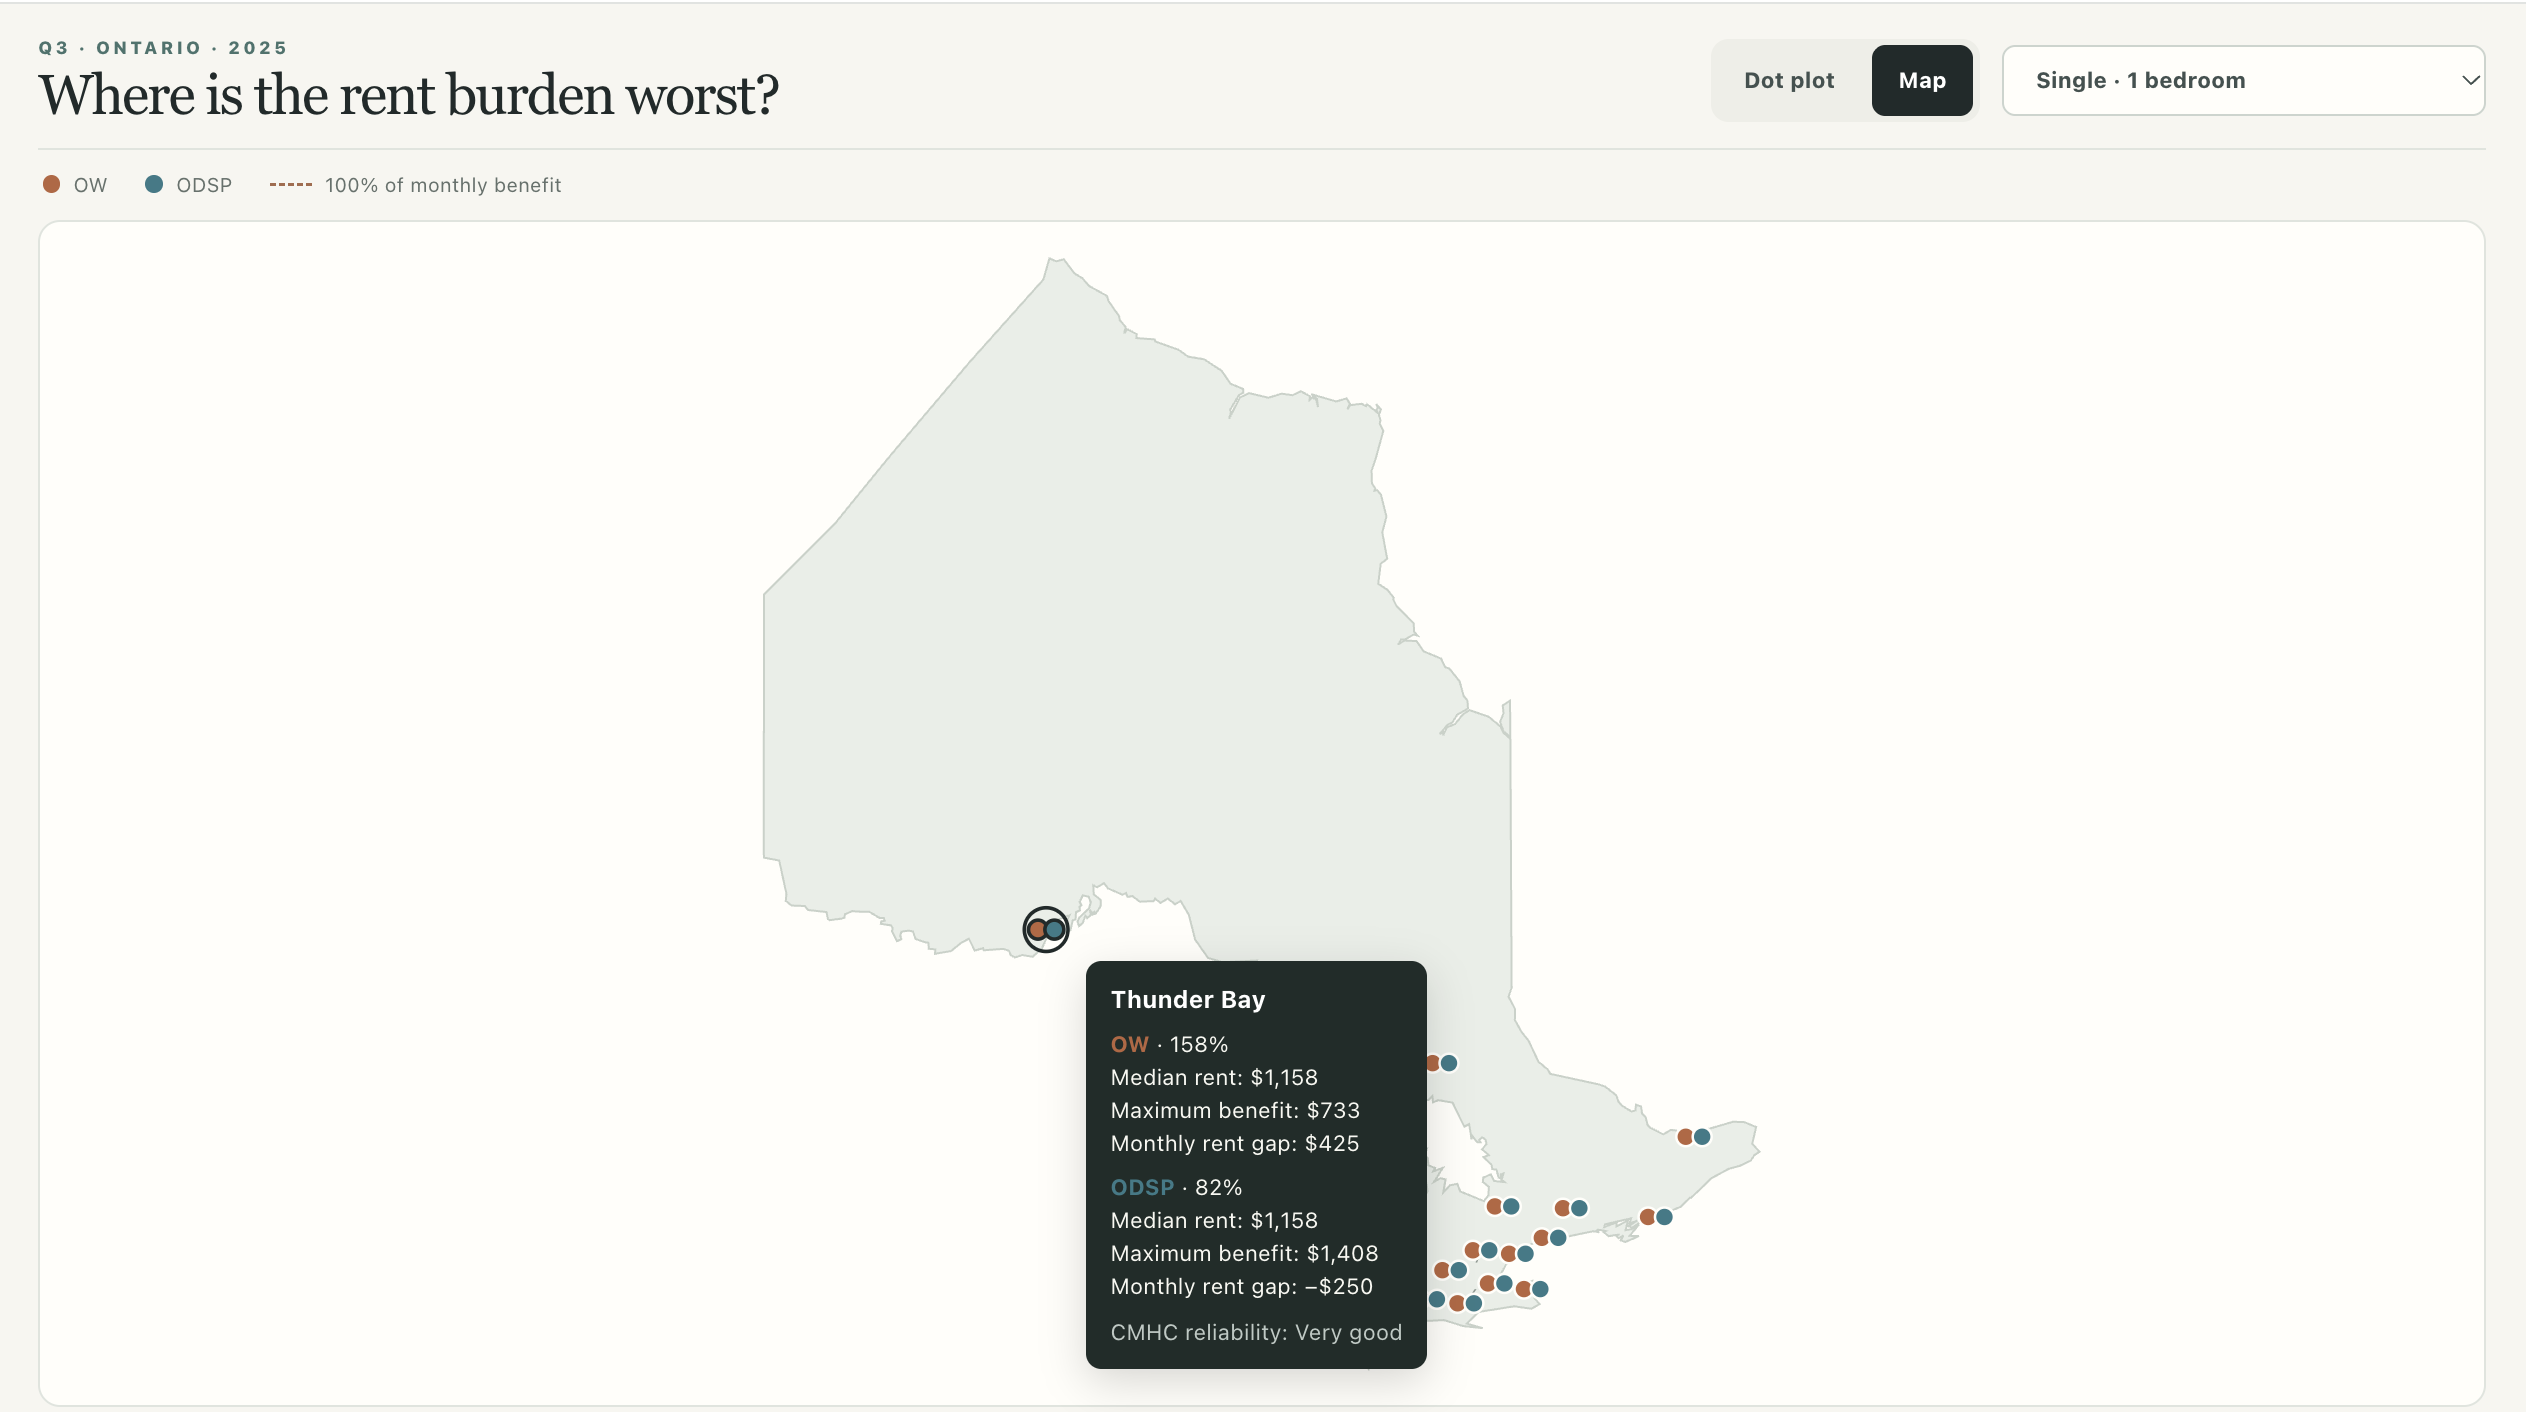 Q3 · ONTARIO · 2025
Where is the rent burden worst?
Dot plot
Map
Single · 1 bedroom
OW
ODSP
100% of monthly benefit
Thunder Bay
OW · 158%
Median rent: $1,158
Maximum benefit: $733
Monthly rent gap: $425
ODSP · 82%
Median rent: $1,158
Maximum benefit: $1,408
Monthly rent gap: −$250
CMHC reliability: Very good